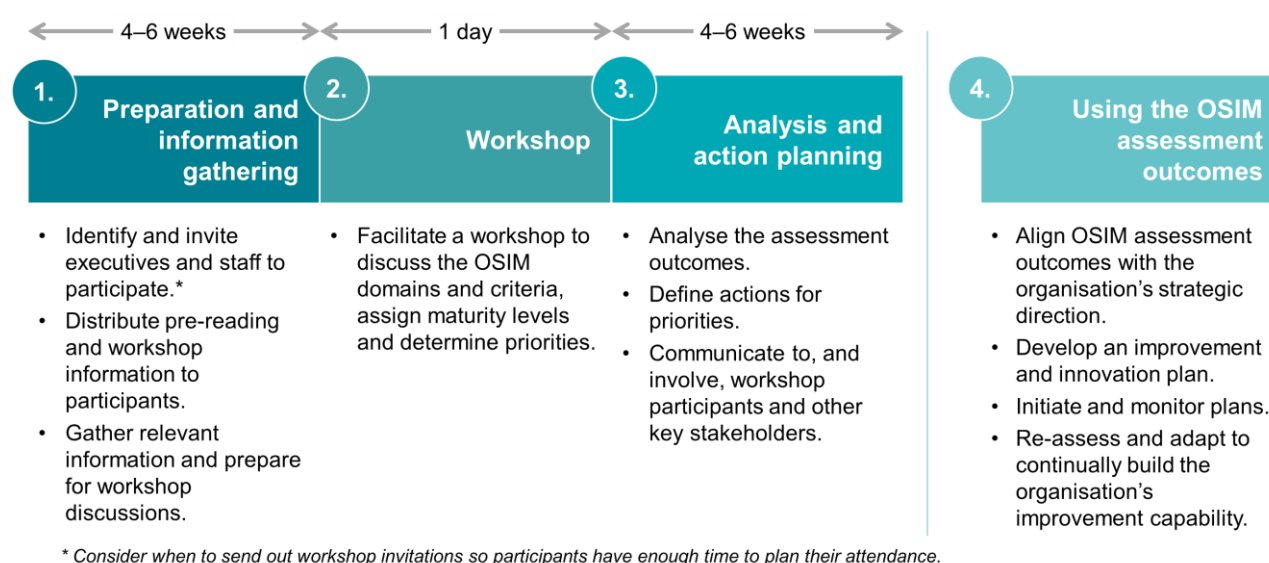 4–6 weeks
1 day
4–6 weeks
1.
Preparation and
information
gathering
2.
Workshop
3.
Analysis and
action planning
4.
Using the OSIM
assessment
outcomes
• Identify and invite
executives and staff to
participate.*
• Distribute pre-reading
and workshop
information to
participants.
• Gather relevant
information and prepare
for workshop
discussions.
• Facilitate a workshop to
discuss the OSIM
domains and criteria,
assign maturity levels
and determine priorities.
• Analyse the assessment
outcomes.
• Define actions for
priorities.
• Communicate to, and
involve, workshop
participants and other
key stakeholders.
• Align OSIM assessment
outcomes with the
organisation’s strategic
direction.
• Develop an improvement
and innovation plan.
• Initiate and monitor plans.
• Re-assess and adapt to
continually build the
organisation’s
improvement capability.
* Consider when to send out workshop invitations so participants have enough time to plan their attendance.